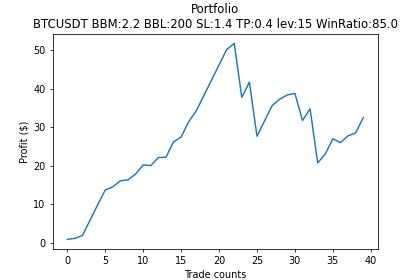 Portfolio
BTCUSDT BBM:2.2 BBL:200 SL:1.4 TP:0.4 lev:15 WinRatio:85.0
Profit ($)
50
40
30
20
10
0
0 5 10 15 20 25 30 35 40
Trade counts